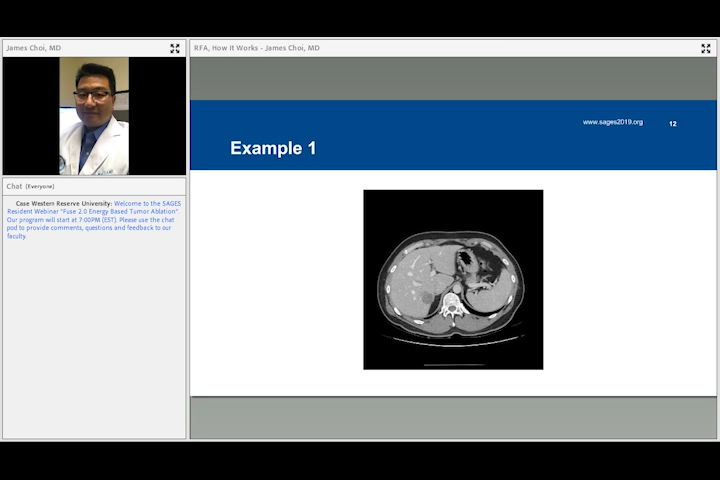 James Choi, MD
RFA, How It Works - James Choi, MD
www.sages2019.org 12
Example 1
Chat (Everyone)
Case Western Reserve University: Welcome to the SAGES
Resident Webinar "Fuse 2.0 Energy Based Tumor Ablation"
Our program will start at 7:00PM (EST). Please use the chat
pod to provide comments, questions and feedback to our
faculty